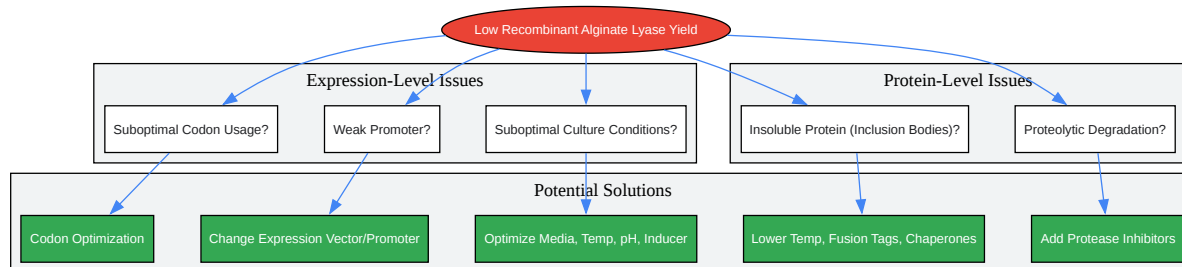 Low Recombinant Alginate Lyase Yield
Expression-Level Issues
Protein-Level Issues
Suboptimal Codon Usage?
Weak Promoter?
Suboptimal Culture Conditions?
Insoluble Protein (Inclusion Bodies)?
Proteolytic Degradation?
Potential Solutions
Codon Optimization
Change Expression Vector/Promoter
Optimize Media, Temp, pH, Inducer
Lower Temp, Fusion Tags, Chaperones
Add Protease Inhibitors